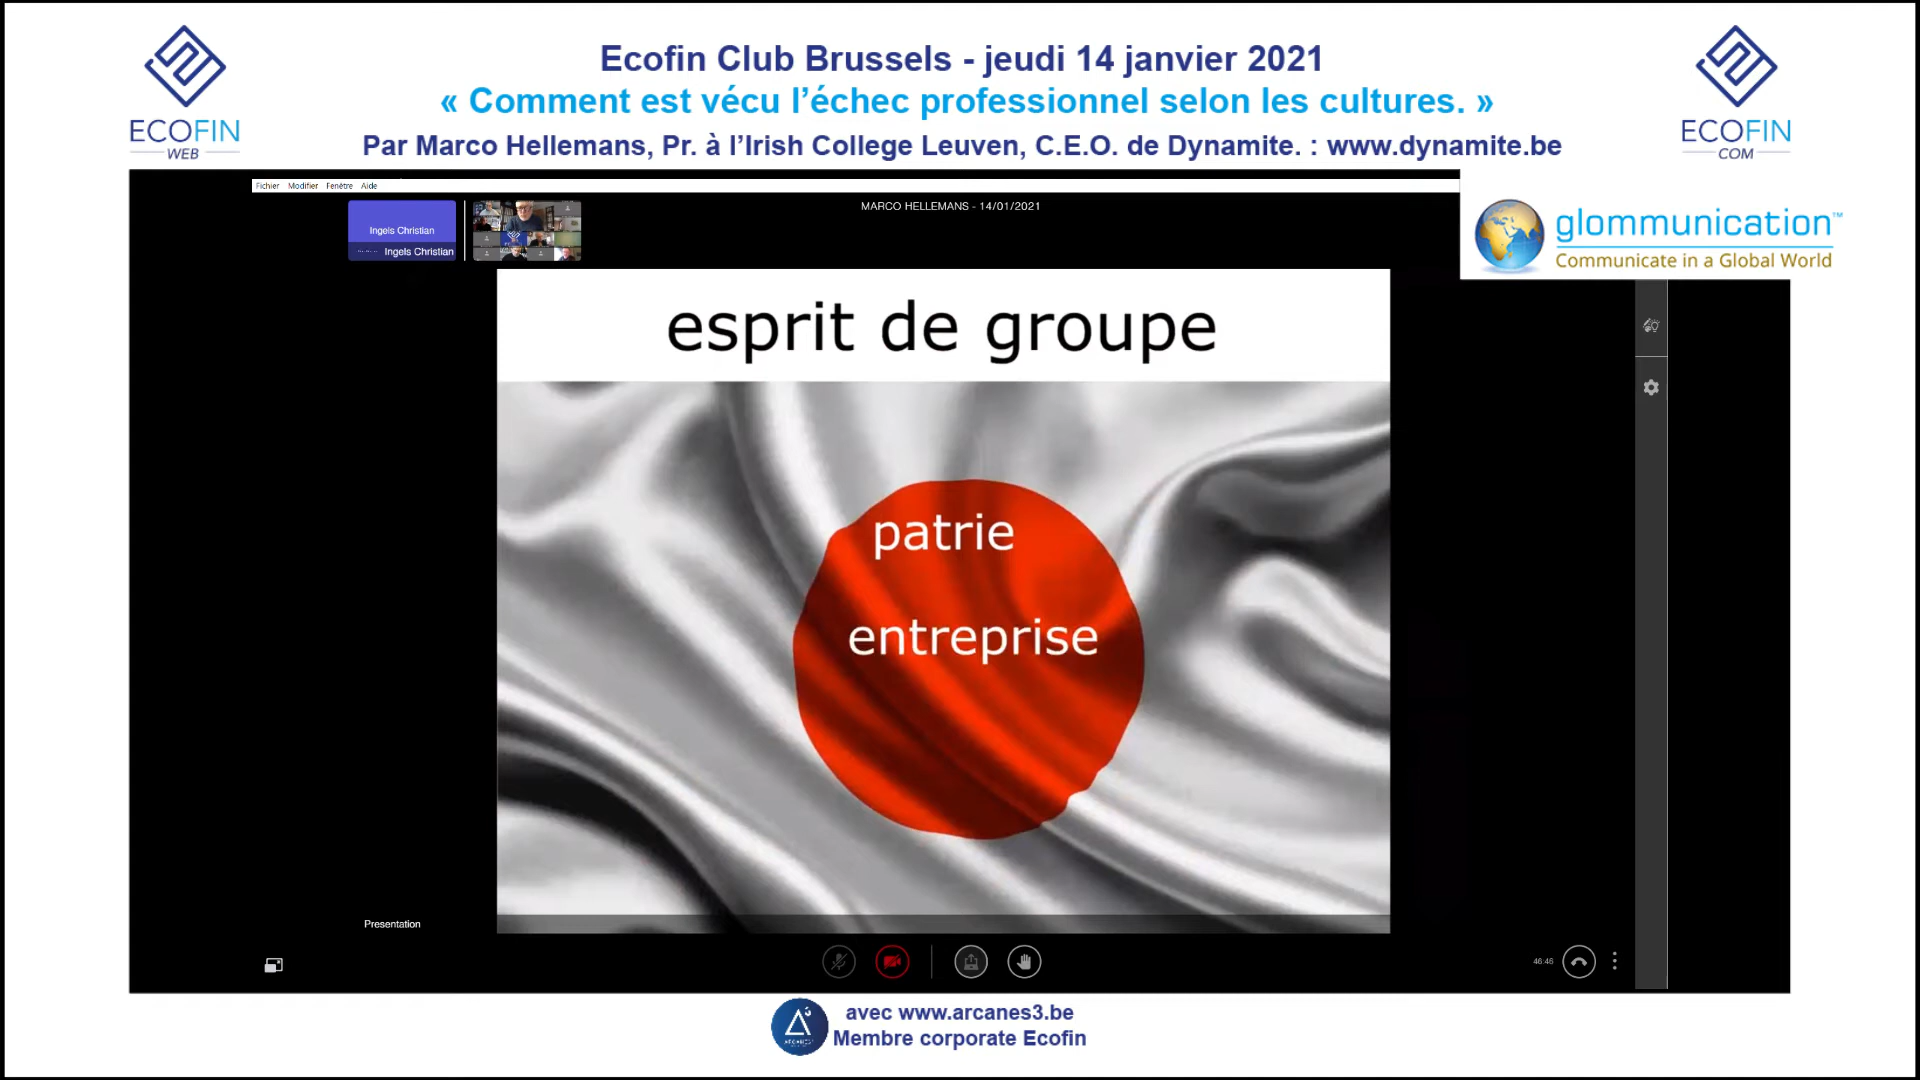 Ecofin Club Brussels - jeudi 14 janvier 2021
« Comment est vécu l’échec professionnel selon les cultures. »
Par Marco Hellemans, Pr. à l’Irish College Leuven, C.E.O. de Dynamite. : www.dynamite.be
ECOFIN
WEB
ECOFIN
COM
Fichier Modifier Fenêtre Aide
MARCO HELLEMANS - 14/01/2021
Ingels Christian
Ingels Christian
glommunication™
Communicate in a Global World
esprit de groupe
patrie
entreprise
Presentation
46:46
avec www.arcanes3.be
Membre corporate Ecofin